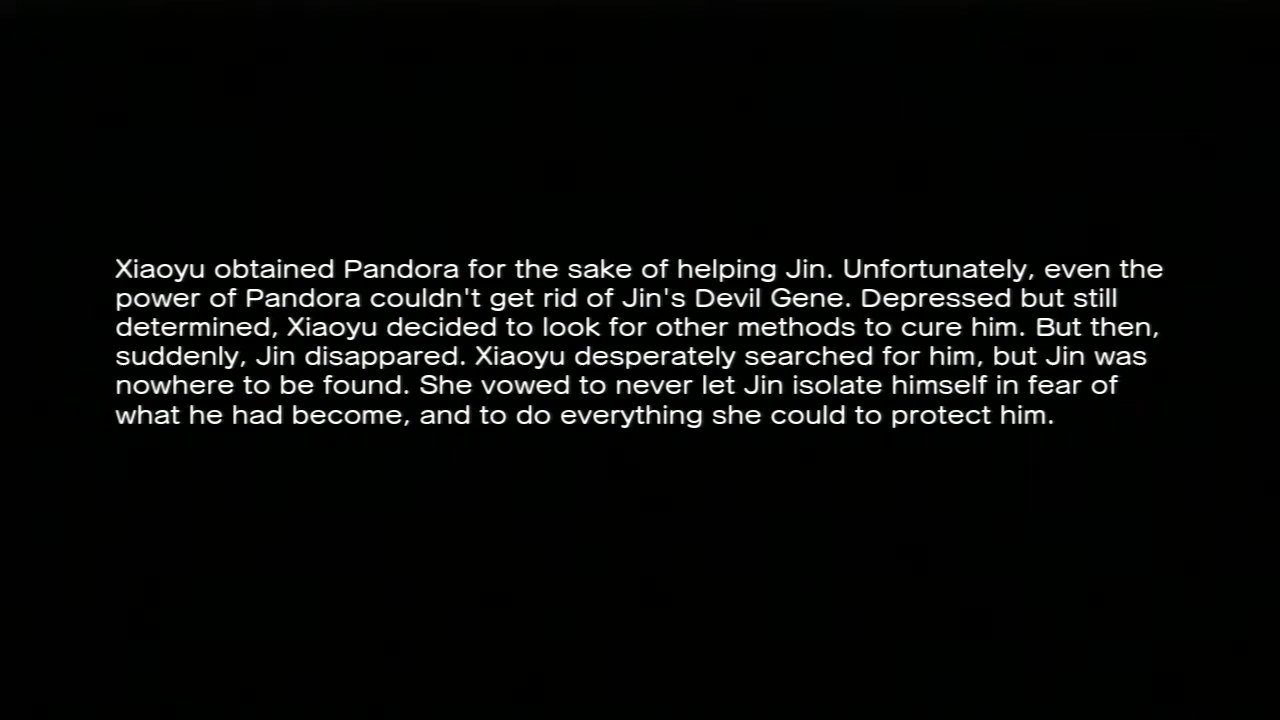 Xiaoyu obtained Pandora for the sake of helping Jin. Unfortunately, even the
power of Pandora couldn't get rid of Jin's Devil Gene. Depressed but still
determined, Xiaoyu decided to look for other methods to cure him. But then,
suddenly, Jin disappared. Xiaoyu desperately searched for him, but Jin was
nowhere to be found. She vowed to never let Jin isolate himself in fear of
what he had become, and to do everything she could to protect him.